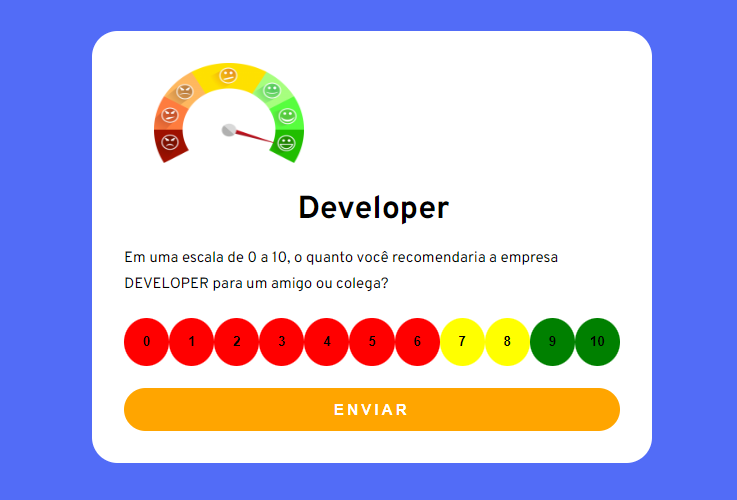 Developer
Em uma escala de 0 a 10, o quanto você recomendaria a empresa
DEVELOPER para um amigo ou colega?
0 1 2 3 4 5 6 7 8 9 10
ENVIAR